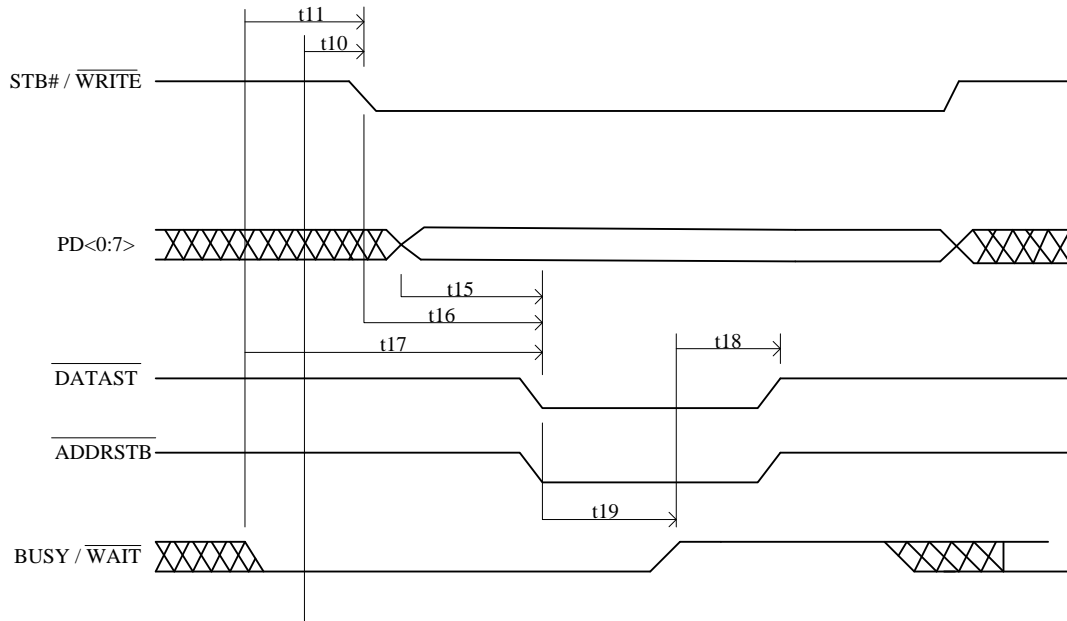 t11
t10
STB# / WRITE
PD<0:7>
t15
t16
t17
t18
DATAST
ADDRSTB
t19
BUSY / WAIT